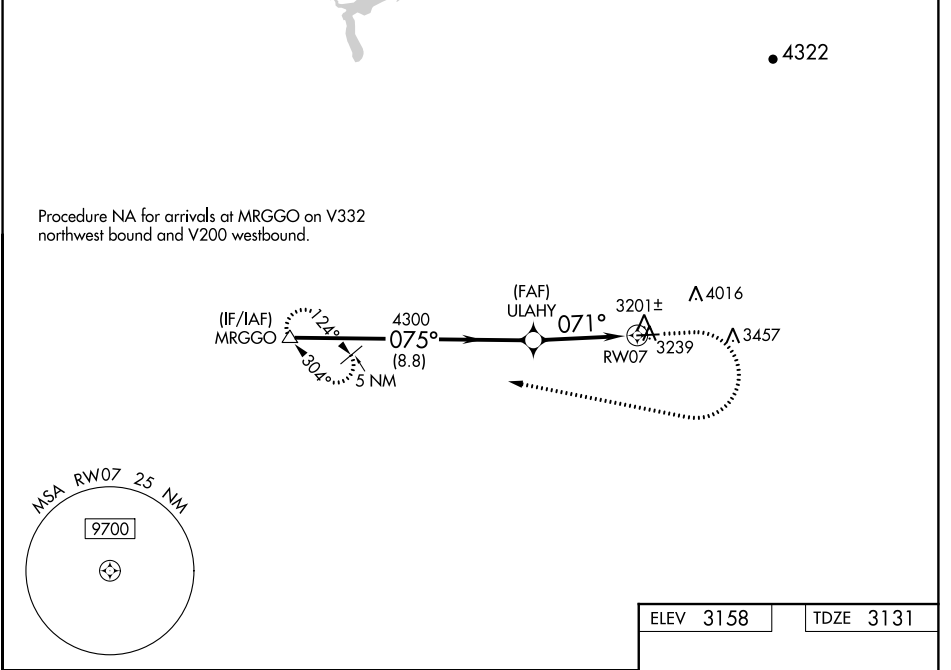 4322
Procedure NA for arrivals at MRGGO on V332
northwest bound and V200 westbound.
(FAF)
ULAHY
3201±
4016
(IF/IAF)
MRGGO
124°
4300
075°
(8.8)
071°
RW07
3239
3457
304°
5 NM
MSA RW07 25 NM
9700
ELEV 3158
TDZE 3131